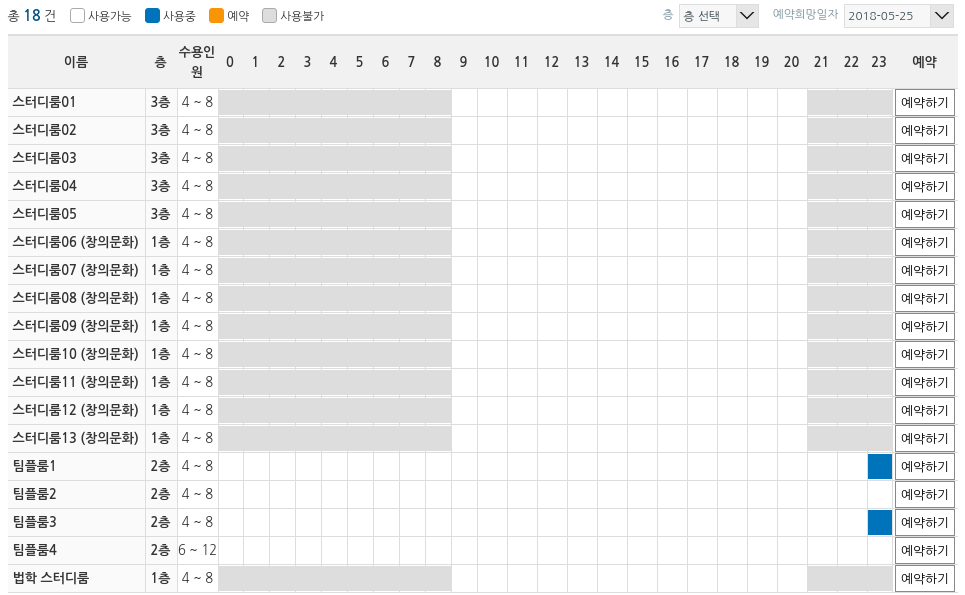 총 18 건 사용가능 사용중 예약 사용불가 층 층 선택 예약희망일자 2018-05-25
이름 층 수용인원 0 1 2 3 4 5 6 7 8 9 10 11 12 13 14 15 16 17 18 19 20 21 22 23 예약
스터디룸01 3층 4 ~ 8 예약하기
스터디룸02 3층 4 ~ 8 예약하기
스터디룸03 3층 4 ~ 8 예약하기
스터디룸04 3층 4 ~ 8 예약하기
스터디룸05 3층 4 ~ 8 예약하기
스터디룸06 (창의문화) 1층 4 ~ 8 예약하기
스터디룸07 (창의문화) 1층 4 ~ 8 예약하기
스터디룸08 (창의문화) 1층 4 ~ 8 예약하기
스터디룸09 (창의문화) 1층 4 ~ 8 예약하기
스터디룸10 (창의문화) 1층 4 ~ 8 예약하기
스터디룸11 (창의문화) 1층 4 ~ 8 예약하기
스터디룸12 (창의문화) 1층 4 ~ 8 예약하기
스터디룸13 (창의문화) 1층 4 ~ 8 예약하기
팀플룸1 2층 4 ~ 8 예약하기
팀플룸2 2층 4 ~ 8 예약하기
팀플룸3 2층 4 ~ 8 예약하기
팀플룸4 2층 6 ~ 12 예약하기
법학 스터디룸 1층 4 ~ 8 예약하기